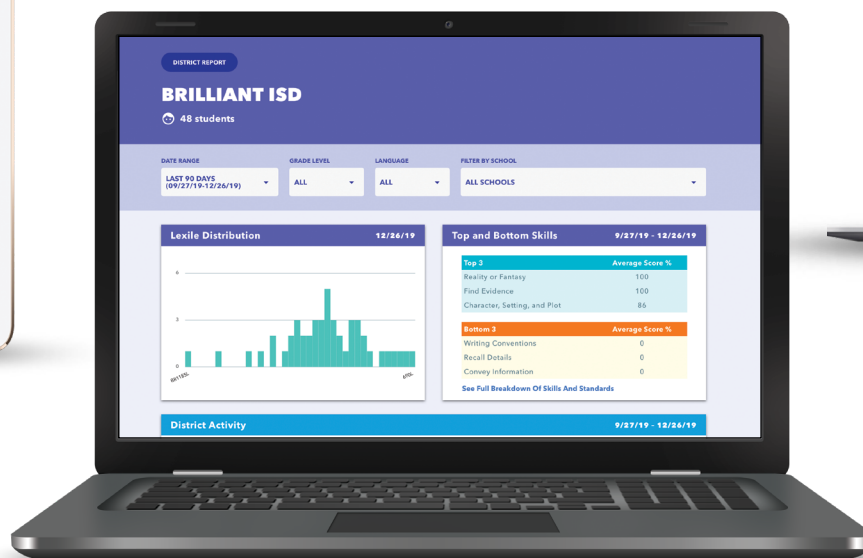 DISTRICT REPORT
BRILLIANT ISD
48 students
DATE RANGE
GRADE LEVEL
LANGUAGE
FILTER BY SCHOOL
LAST 90 DAYS
(09/27/19-12/26/19)
ALL
ALL
ALL SCHOOLS
Lexile Distribution
12/26/19
6
3
0
Top and Bottom Skills
9/27/19 - 12/26/19
Top 3 Average Score %
Reality or Fantasy 100
Find Evidence 100
Character, Setting, and Plot 86
Bottom 3 Average Score %
Writing Conventions 0
Recall Details 0
Convey Information 0
See Full Breakdown Of Skills And Standards
District Activity
9/27/19 - 12/26/19